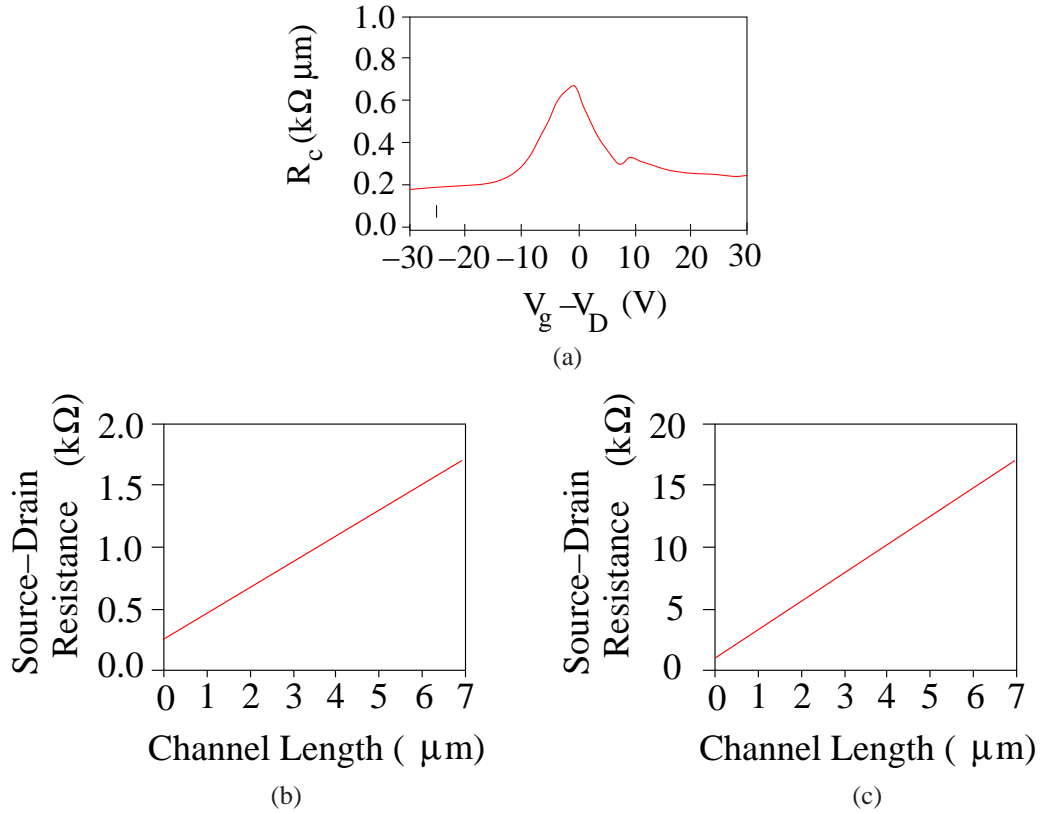 1.0
0.8
0.6
0.4
0.2
0.0
R_c (kΩ μm)
−30 −20 −10 0 10 20 30
V_g −V_D (V)
(a)
2.0
1.5
1.0
0.5
0.0
Source−Drain
Resistance (kΩ)
0 1 2 3 4 5 6 7
Channel Length ( μm)
(b)
20
15
10
5
0
Source−Drain
Resistance (kΩ)
0 1 2 3 4 5 6 7
Channel Length ( μm)
(c)